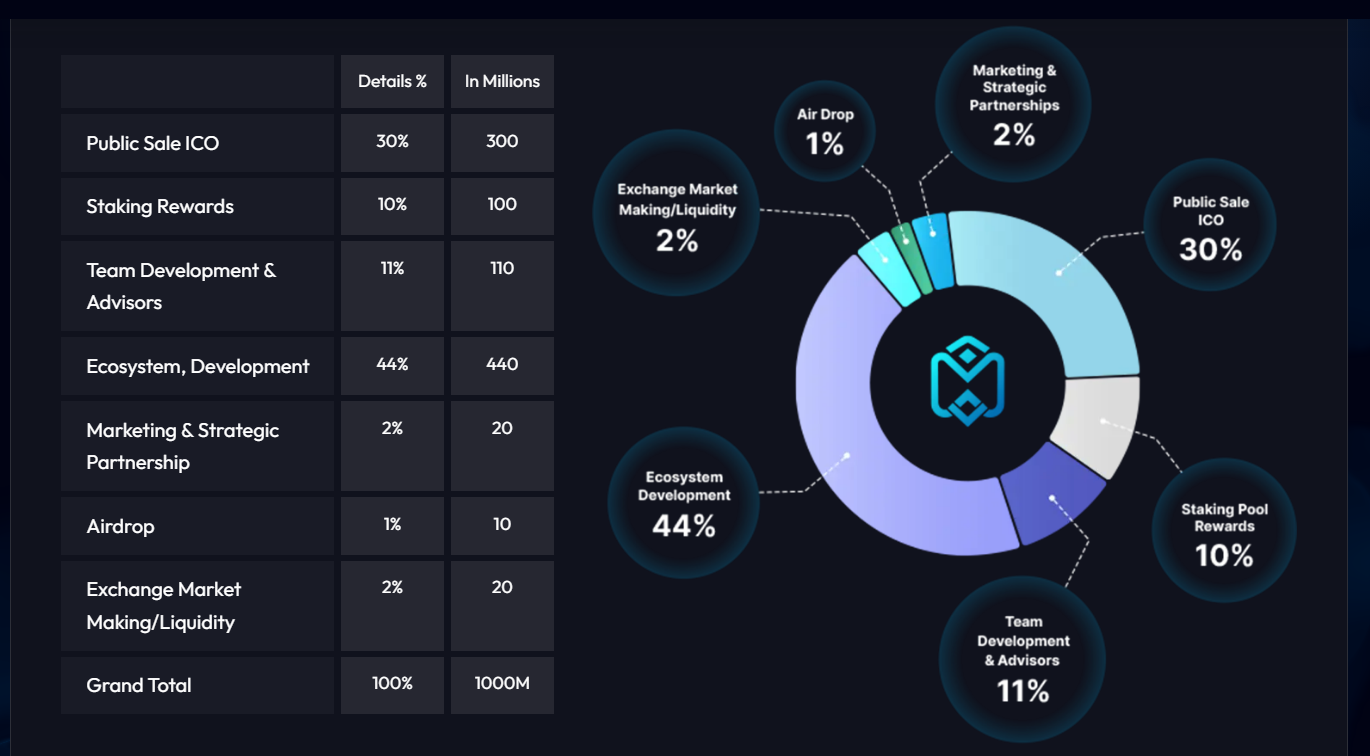 Details % In Millions
Public Sale ICO 30% 300
Staking Rewards 10% 100
Team Development & 11% 110
Advisors
Ecosystem, Development 44% 440
Marketing & Strategic 2% 20
Partnership
Airdrop 1% 10
Exchange Market 2% 20
Making/Liquidity
Grand Total 100% 1000M
Marketing &
Strategic
Partnerships
2%
Air Drop
1%
Exchange Market
Making/Liquidity
2%
Public Sale
ICO
30%
Ecosystem
Development
44%
Staking Pool
Rewards
10%
Team
Development
& Advisors
11%